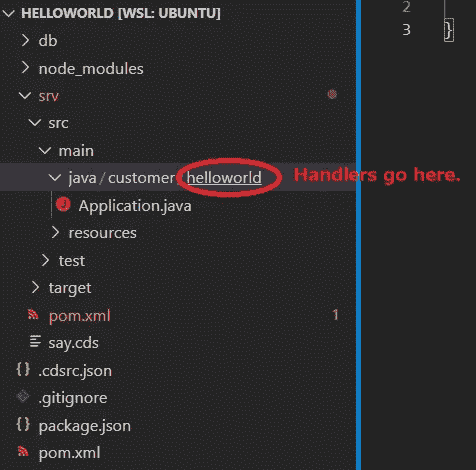 HELLOWORLD [WSL: UBUNTU]
db
node_modules
srv
src
main
java/customer/helloworld
Handlers go here.
Application.java
resources
test
target
pom.xml 1
say.cds
.cdsrc.json
.gitignore
package.json
pom.xml
2
3 }